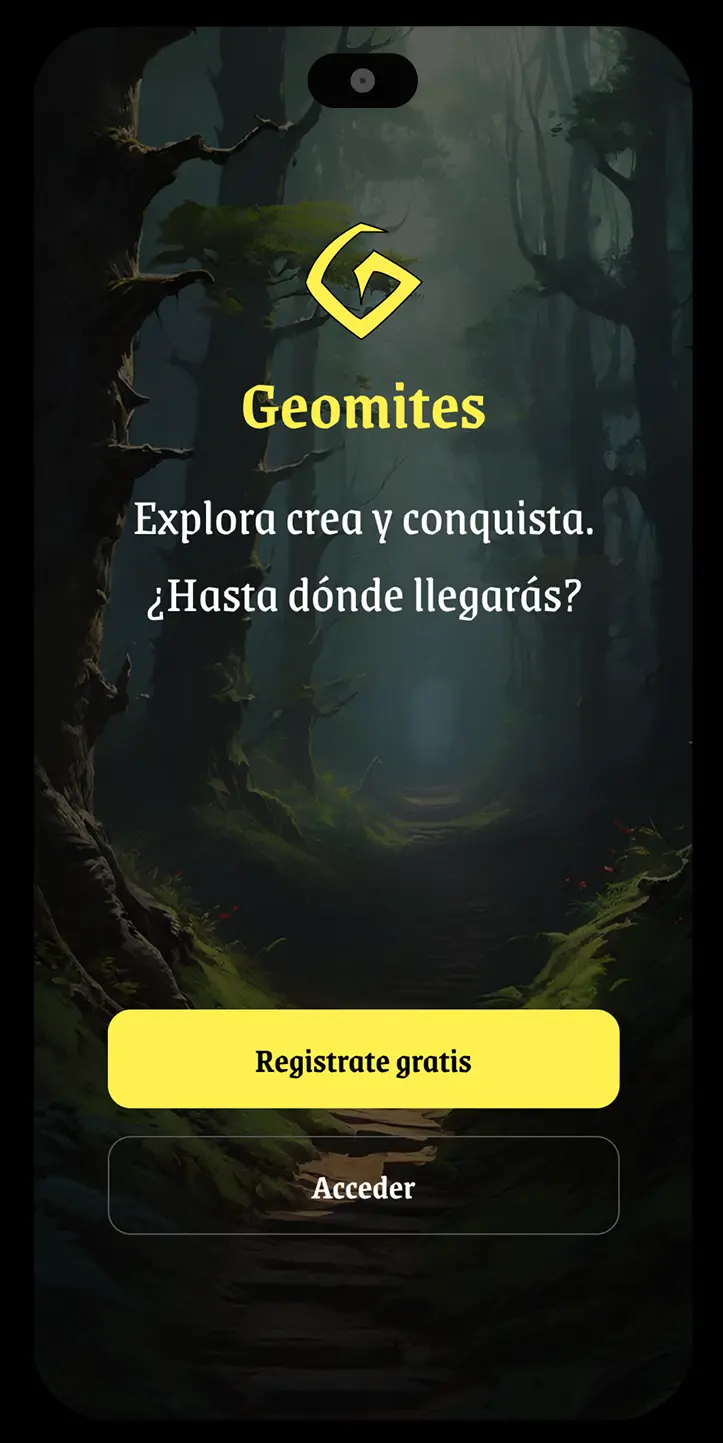 Geomites
Explora crea y conquista.
¿Hasta dónde llegarás?
Registrate gratis
Acceder